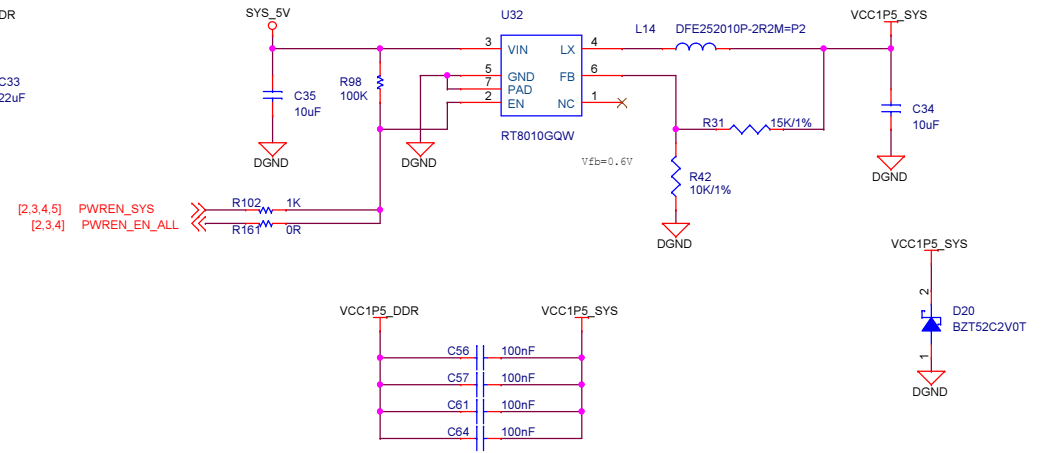 DR
SYS_5V
U32
VCC1P5_SYS
L14
DFE252010P-2R2M=P2
3
VIN
LX
4
C33
22uF
R98
100K
5
GND
FB
6
7
PAD
2
EN
NC
1
C35
10uF
C34
10uF
R31
15K/1%
RT8010GQW
DGND
DGND
Vfb=0.6V
R42
10K/1%
DGND
[2,3,4,5]
PWREN_SYS
R102
1K
[2,3,4]
PWREN_EN_ALL
R161
0R
DGND
VCC1P5_SYS
2
D20
BZT52C2V0T
1
DGND
VCC1P5_DDR
VCC1P5_SYS
C56
100nF
C57
100nF
C61
100nF
C64
100nF